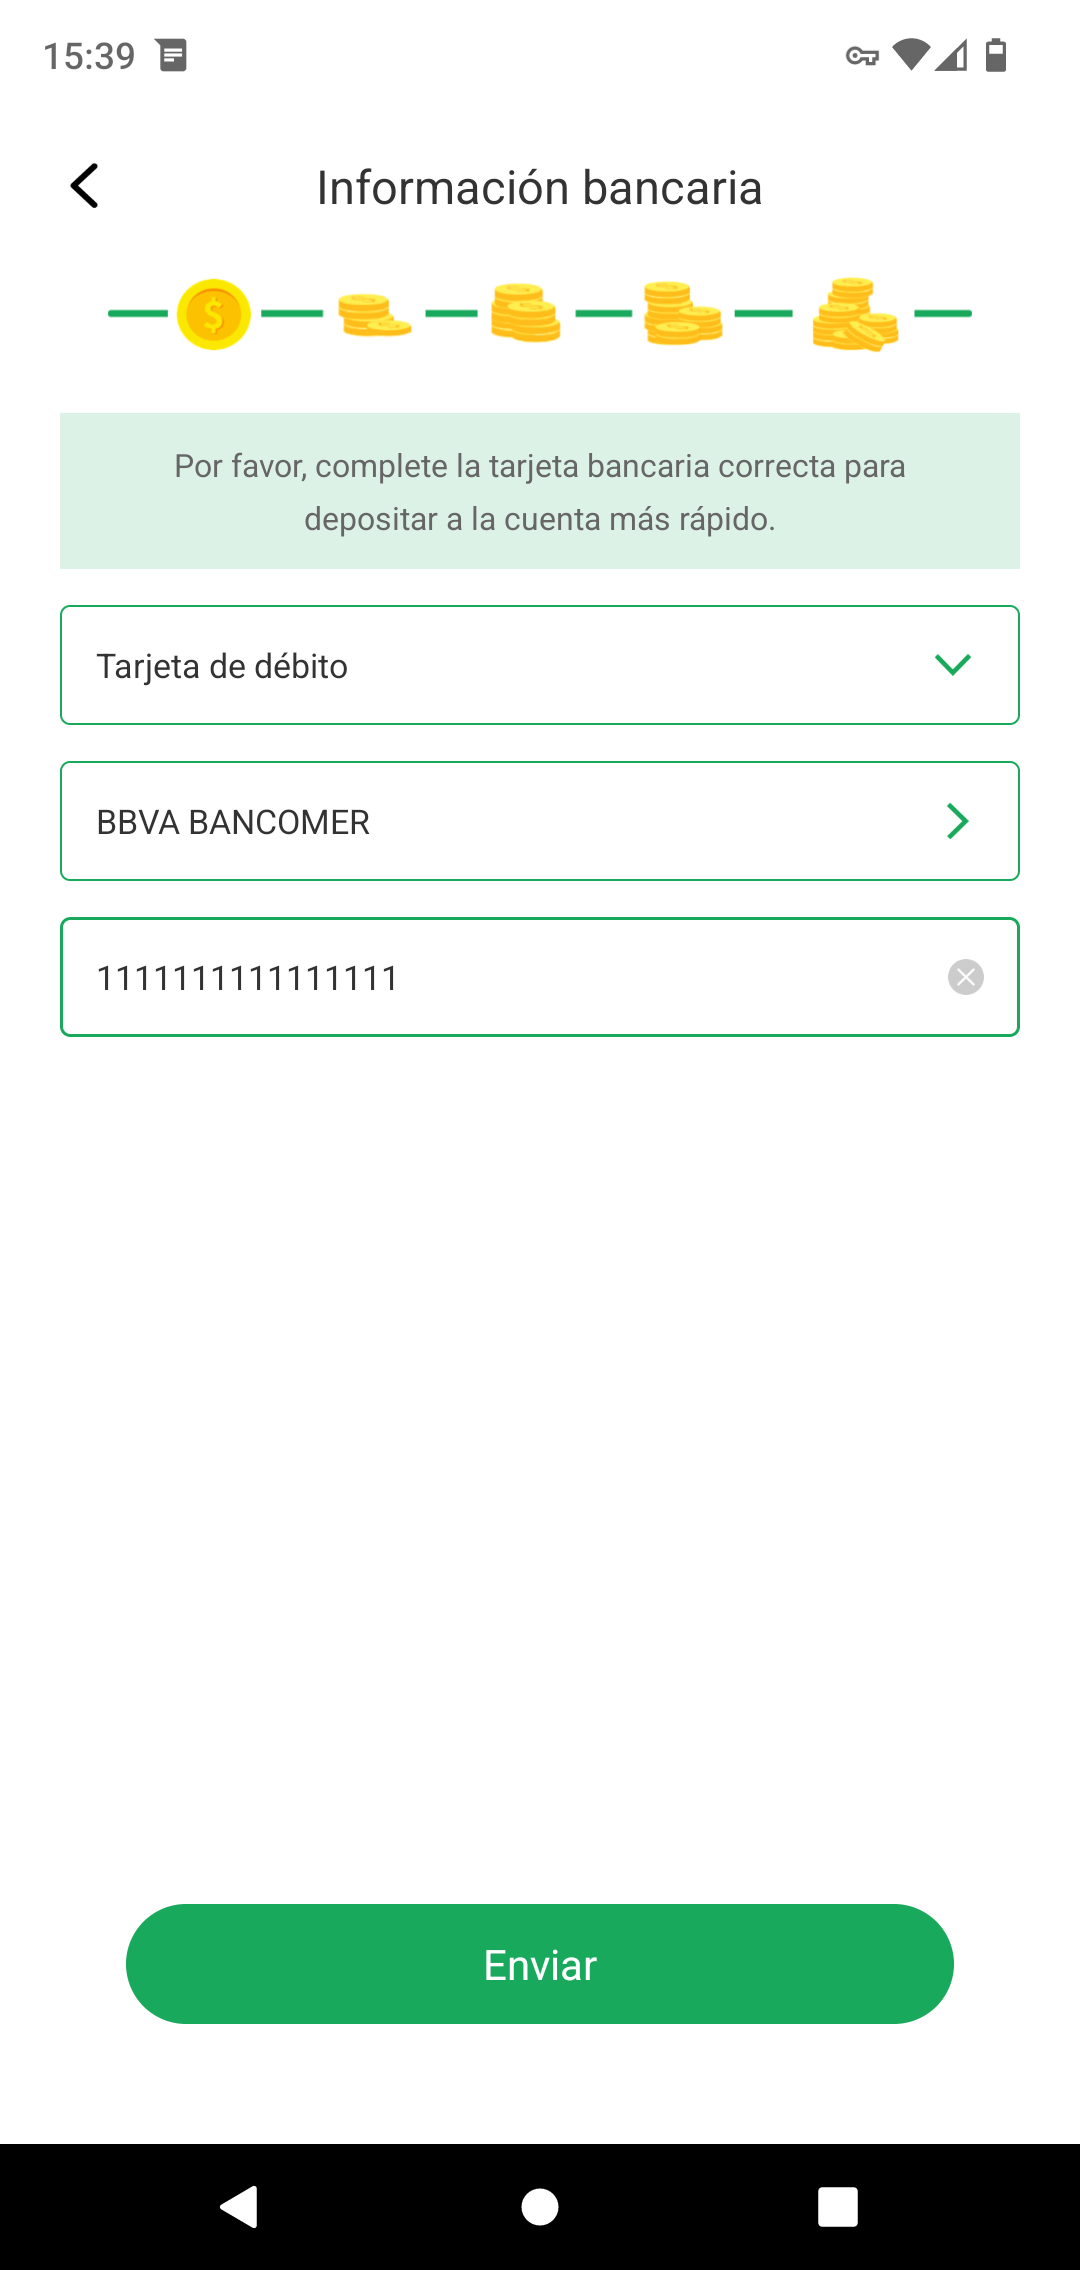 15:39
Información bancaria
Por favor, complete la tarjeta bancaria correcta para
depositar a la cuenta más rápido.
Tarjeta de débito
BBVA BANCOMER
1111111111111111
Enviar